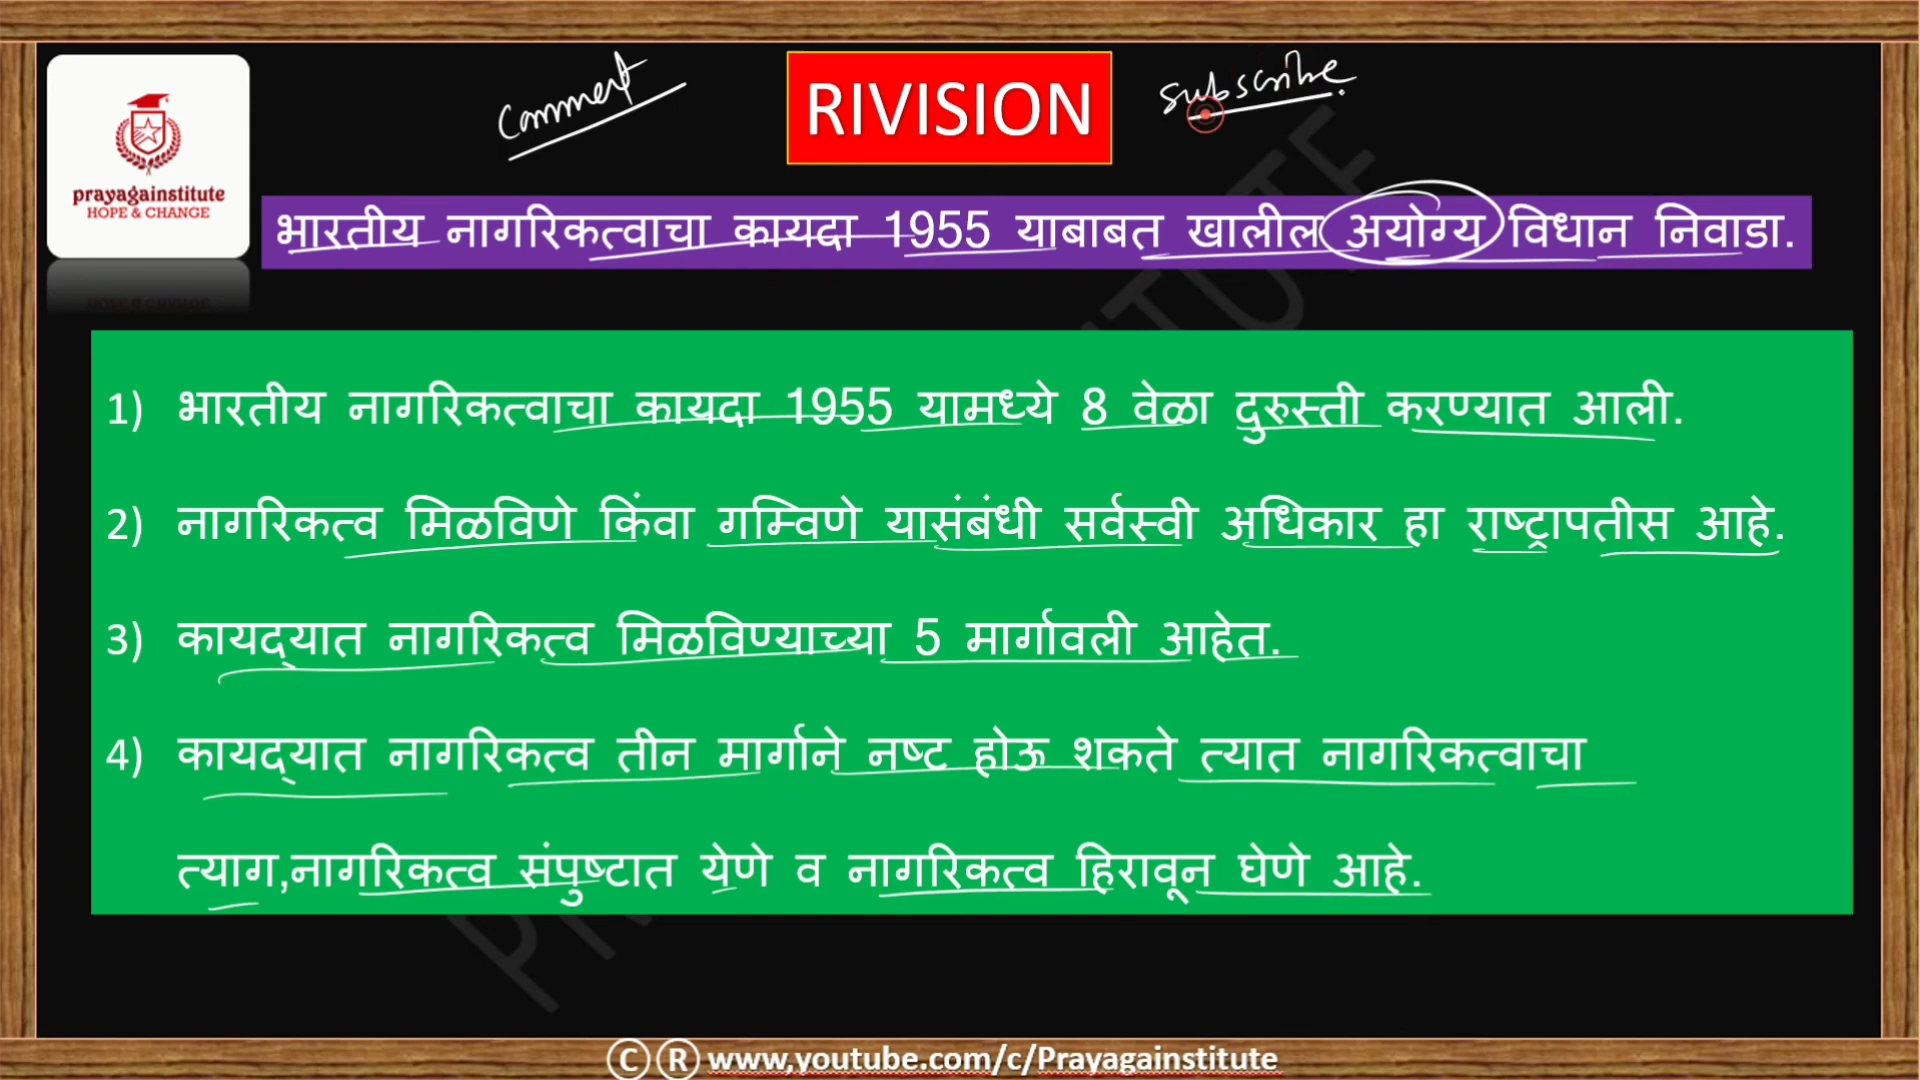 comment
RIVISION
subscribe.
prayagainstitute
HOPE & CHANGE
भारतीय नागरिकत्वाचा कायदा 1955 याबाबत खालील अयोग्य विधान निवाडा.
1) भारतीय नागरिकत्वाचा कायदा 1955 यामध्ये 8 वेळा दुरुस्ती करण्यात आली.
2) नागरिकत्व मिळविणे किंवा गम्विणे यासंबंधी सर्वस्वी अधिकार हा राष्ट्रापतीस आहे.
3) कायद्यात नागरिकत्व मिळविण्याच्या 5 मार्गावली आहेत.
4) कायद्यात नागरिकत्व तीन मार्गाने नष्ट होऊ शकते त्यात नागरिकत्वाचा
त्याग,नागरिकत्व संपुष्टात येणे व नागरिकत्व हिरावून घेणे आहे.
Ⓒ Ⓡ www,youtube.com/c/Prayagainstitute